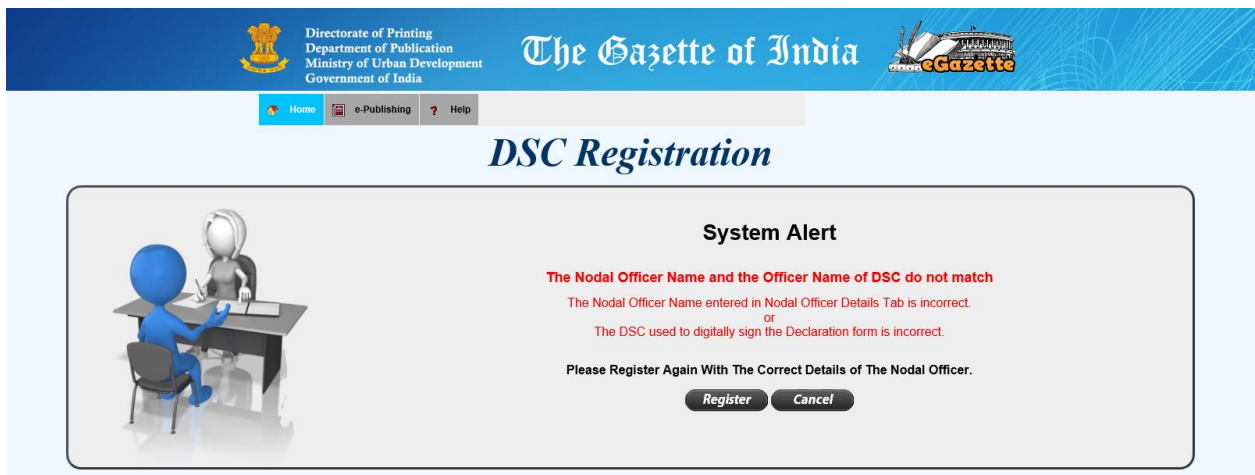 Directorate of Printing
Department of Publication
Ministry of Urban Development
Government of India
The Gazette of India
eGazette
Home
e-Publishing
? Help
DSC Registration
System Alert
The Nodal Officer Name and the Officer Name of DSC do not match
The Nodal Officer Name entered in Nodal Officer Details Tab is incorrect.
or
The DSC used to digitally sign the Declaration form is incorrect.
Please Register Again With The Correct Details of The Nodal Officer.
Register
Cancel